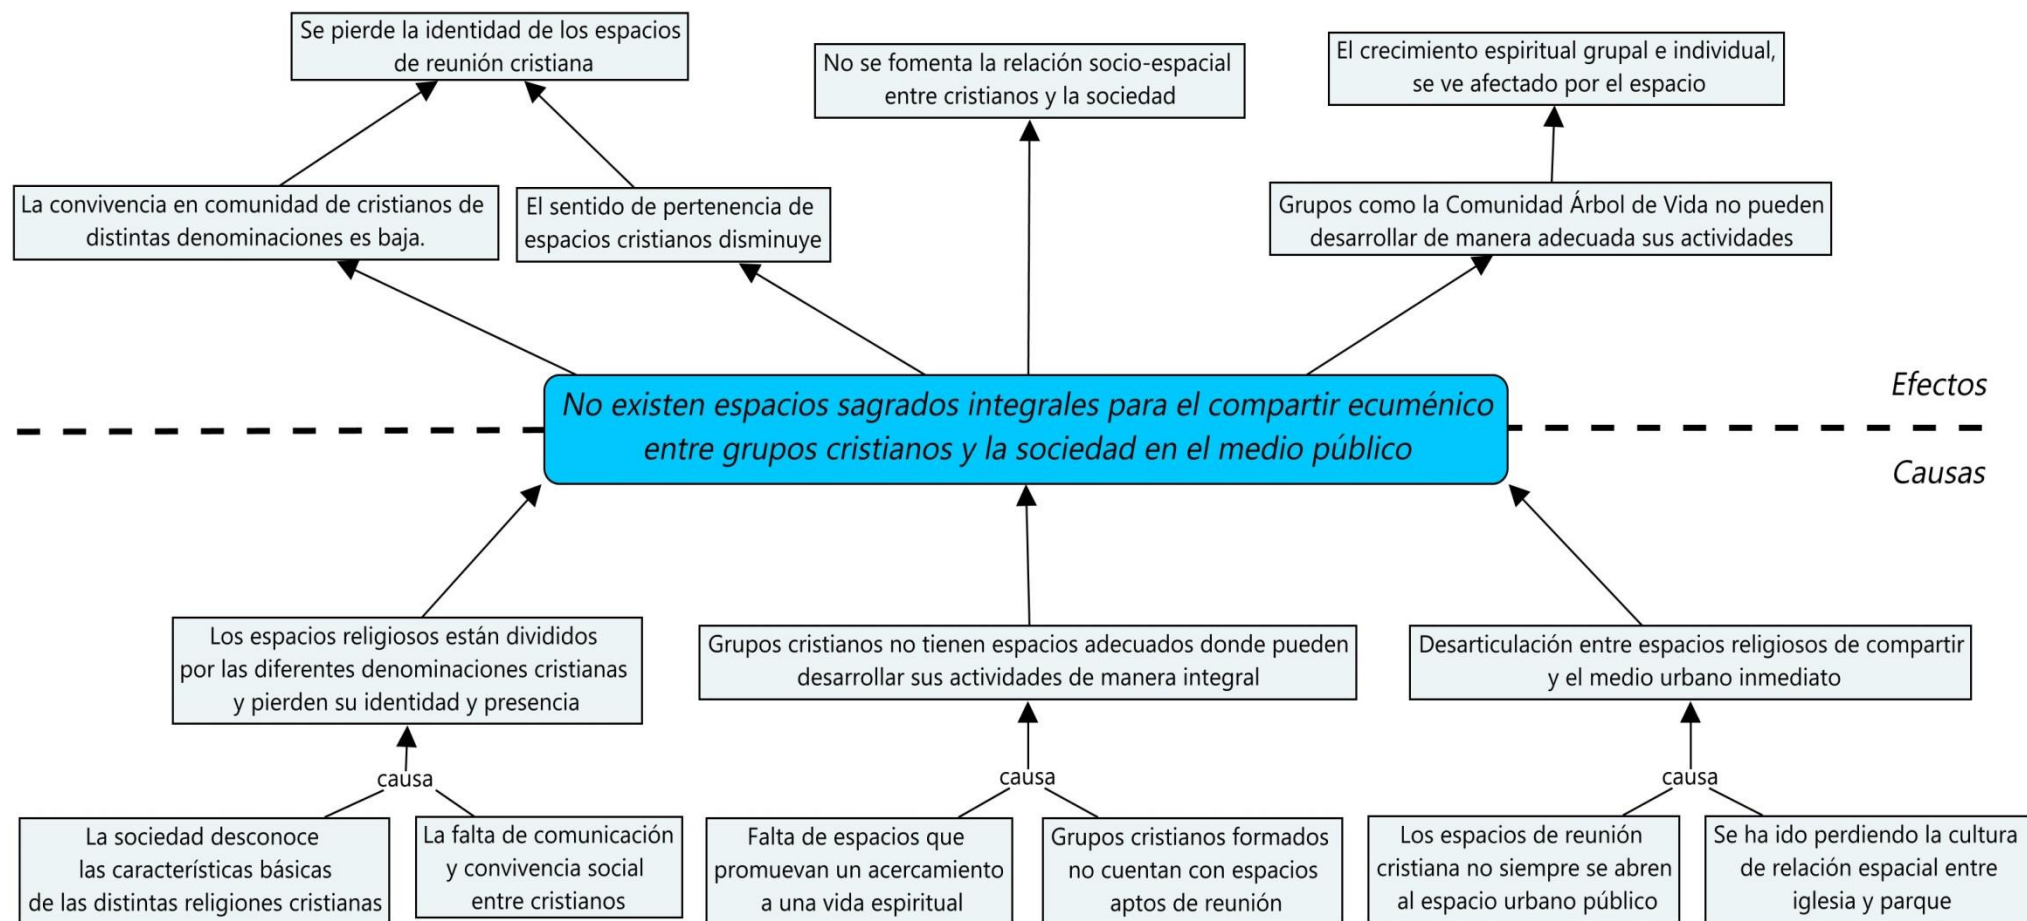 Se pierde la identidad de los espacios
de reunión cristiana
No se fomenta la relación socio-espacial
entre cristianos y la sociedad
El crecimiento espiritual grupal e individual,
se ve afectado por el espacio
La convivencia en comunidad de cristianos de
distintas denominaciones es baja.
El sentido de pertenencia de
espacios cristianos disminuye
Grupos como la Comunidad Árbol de Vida no pueden
desarrollar de manera adecuada sus actividades
No existen espacios sagrados integrales para el compartir ecuménico
entre grupos cristianos y la sociedad en el medio público
Efectos
Causas
Los espacios religiosos están divididos
por las diferentes denominaciones cristianas
y pierden su identidad y presencia
Grupos cristianos no tienen espacios adecuados donde pueden
desarrollar sus actividades de manera integral
Desarticulación entre espacios religiosos de compartir
y el medio urbano inmediato
causa
causa
causa
La sociedad desconoce
las características básicas
de las distintas religiones cristianas
La falta de comunicación
y convivencia social
entre cristianos
Falta de espacios que
promuevan un acercamiento
a una vida espiritual
Grupos cristianos formados
no cuentan con espacios
aptos de reunión
Los espacios de reunión
cristiana no siempre se abren
al espacio urbano público
Se ha ido perdiendo la cultura
de relación espacial entre
iglesia y parque